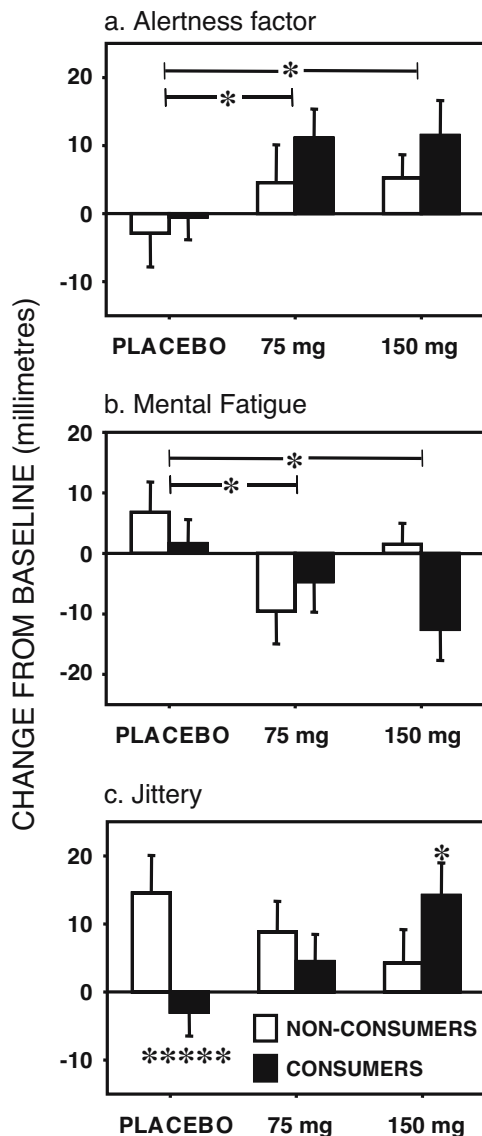 a. Alertness factor
20
*
*
10
0
-10
PLACEBO 75 mg 150 mg
CHANGE FROM BASELINE (millimetres)
b. Mental Fatigue
20
*
*
10
0
-10
-20
PLACEBO 75 mg 150 mg
c. Jittery
20
*
10
0
-10
*****
NON-CONSUMERS
CONSUMERS
PLACEBO 75 mg 150 mg